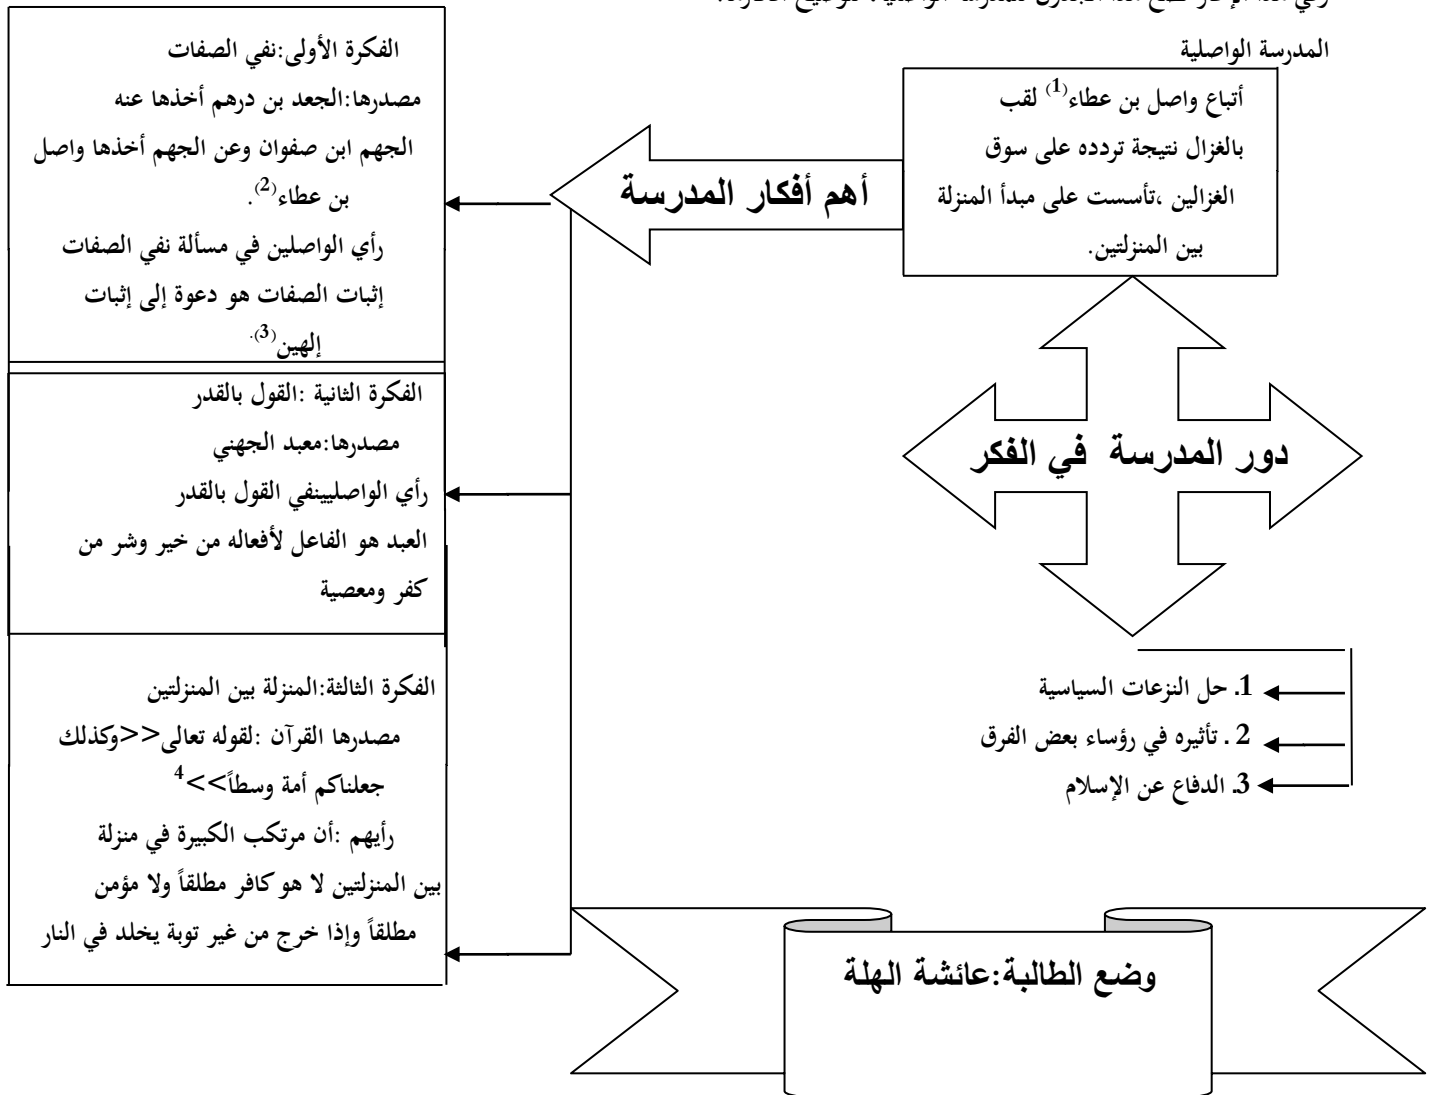 المدرسة الواصلية
أتباع واصل بن عطاء(1) لقب
بالغزال نتيجة تردده على سوق
الغزالين ،تأسست على مبدأ المنزلة
بين المنزلتين.
أهم أفكار المدرسة
الفكرة الأولى:نفي الصفات
مصدرها:الجعد بن درهم أخذها عنه
الجهم ابن صفوان وعن الجهم أخذها واصل
بن عطاء(2).
رأي الواصلين في مسألة نفي الصفات
إثبات الصفات هو دعوة إلى إثبات
إلهين(3).
الفكرة الثانية :القول بالقدر
مصدرها:معبد الجهني
رأي الواصليينفي القول بالقدر
العبد هو الفاعل لأفعاله من خير وشر من
كفر ومعصية
الفكرة الثالثة:المنزلة بين المنزلتين
مصدرها القرآن :لقوله تعالى<<وكذلك
جعلناكم أمة وسطاً>>4
رأيهم :أن مرتكب الكبيرة في منزلة
بين المنزلتين لا هو كافر مطلقاً ولا مؤمن
مطلقاً وإذا خرج من غير توبة يخلد في النار
دور المدرسة في الفكر
1. حل النزعات السياسية
2 . تأثيره في رؤساء بعض الفرق
3. الدفاع عن الإسلام
وضع الطالبة:عائشة الهلة